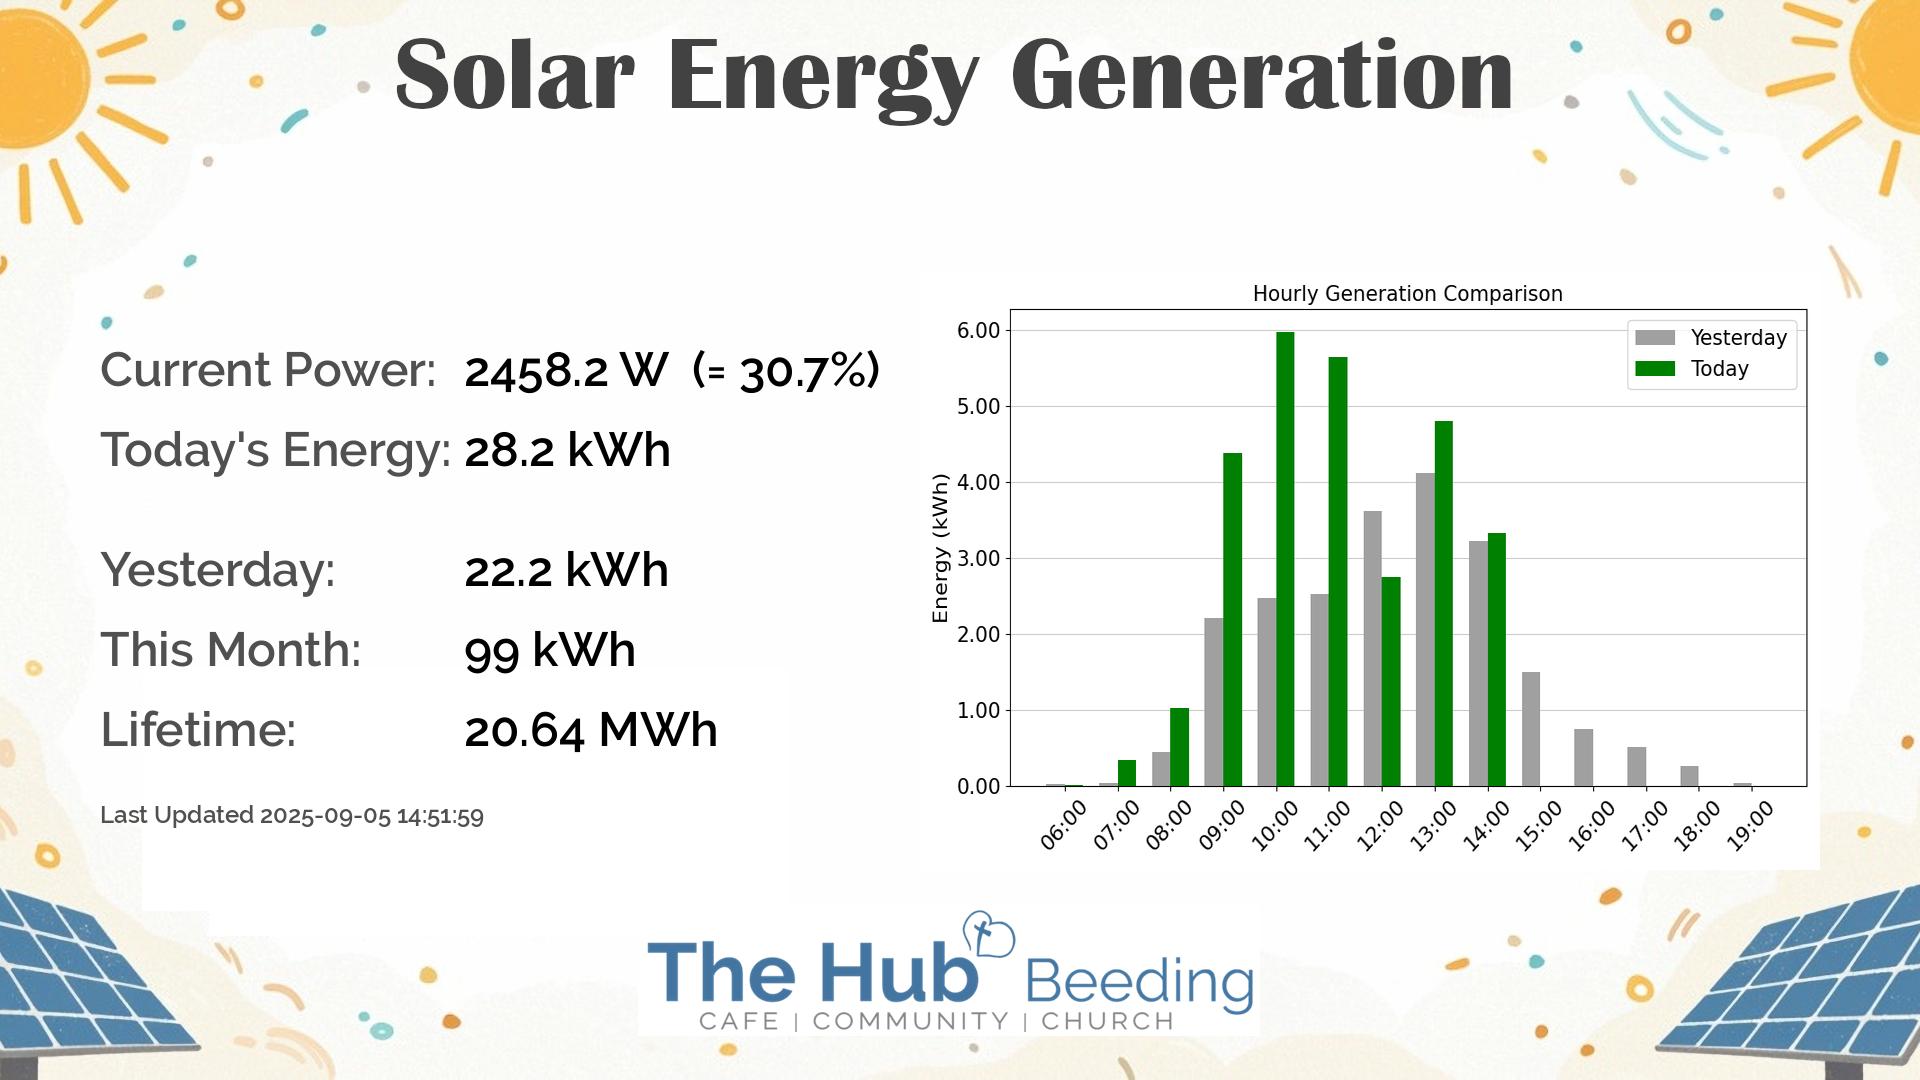 Solar Energy Generation
Current Power: 2458.2 W (= 30.7%)
Today's Energy: 28.2 kWh
Yesterday: 22.2 kWh
This Month: 99 kWh
Lifetime: 20.64 MWh
Last Updated 2025-09-05 14:51:59
Hourly Generation Comparison
Yesterday
Today
Energy (kWh)
6.00
5.00
4.00
3.00
2.00
1.00
0.00
06:00 07:00 08:00 09:00 10:00 11:00 12:00 13:00 14:00 15:00 16:00 17:00 18:00 19:00
The Hub Beeding
CAFE | COMMUNITY | CHURCH